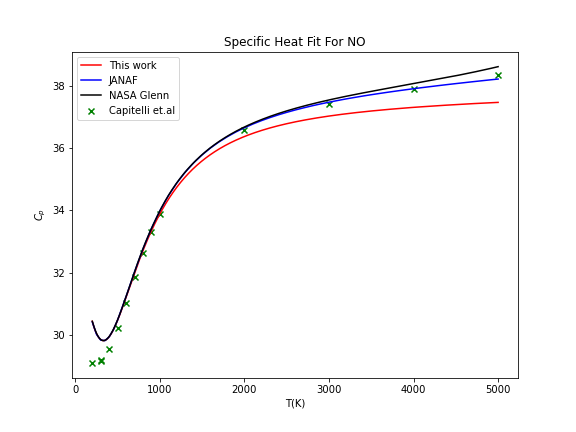 Specific Heat Fit For NO
This work
JANAF
NASA Glenn
Capitelli et.al
38
36
34
32
30
C_p
0
1000
2000
3000
4000
5000
T(K)